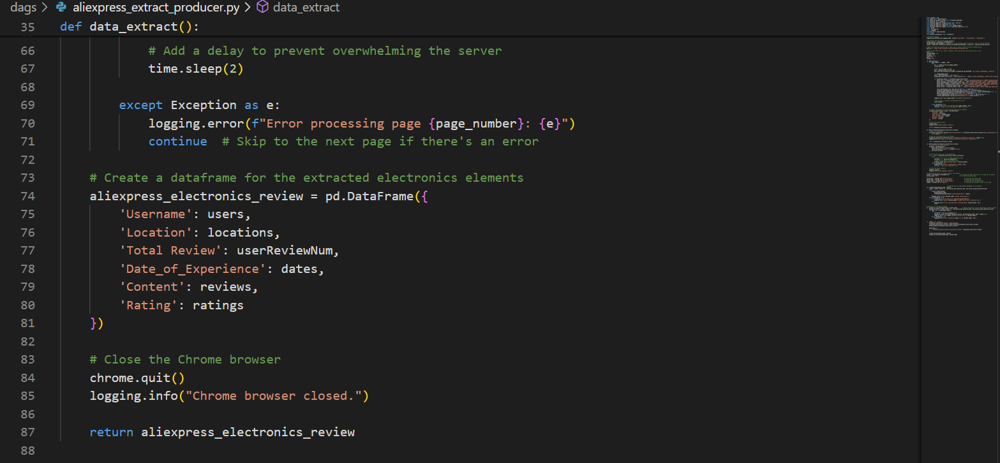 dags > aliexpress_extract_producer.py > data_extract
35 def data_extract():
66 # Add a delay to prevent overwhelming the server
67 time.sleep(2)
68
69 except Exception as e:
70 logging.error(f"Error processing page {page_number}: {e}")
71 continue  # Skip to the next page if there's an error
72
73 # Create a dataframe for the extracted electronics elements
74 aliexpress_electronics_review = pd.DataFrame({
75 'Username': users,
76 'Location': locations,
77 'Total Review': userReviewNum,
78 'Date_of_Experience': dates,
79 'Content': reviews,
80 'Rating': ratings
81 })
82
83 # Close the Chrome browser
84 chrome.quit()
85 logging.info("Chrome browser closed.")
86
87 return aliexpress_electronics_review
88